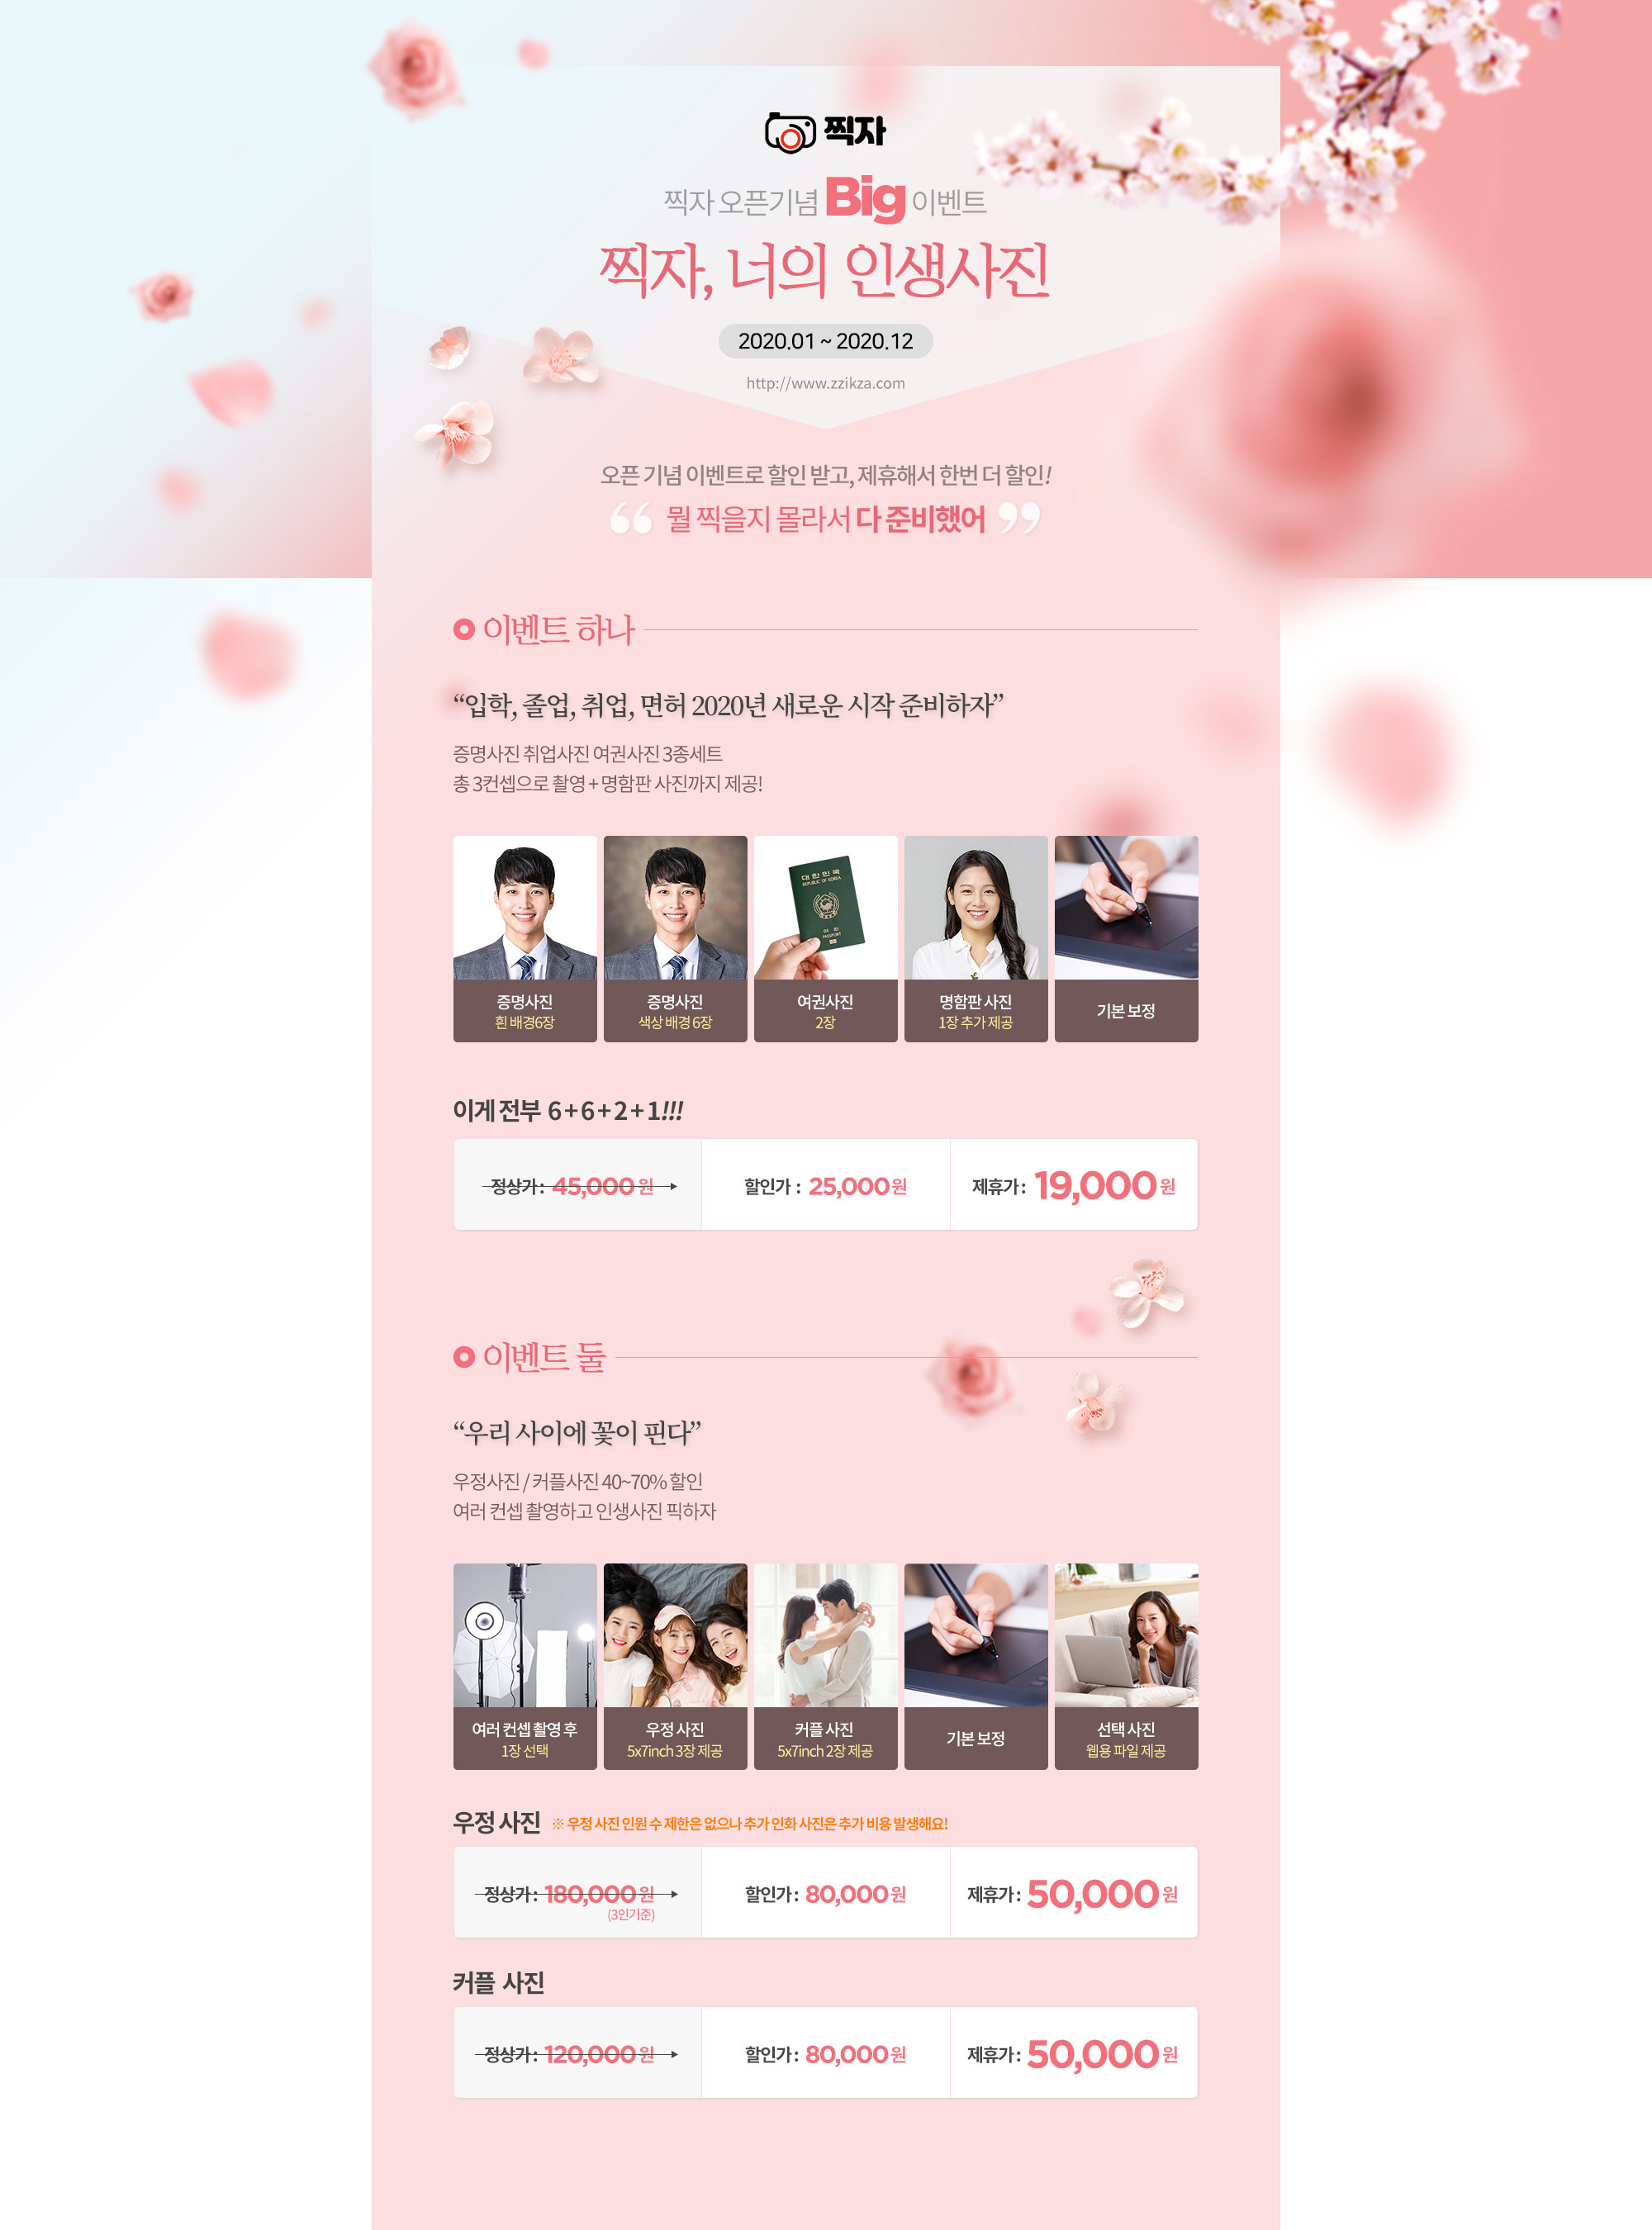 찍자
찍자 오픈기념 Big 이벤트
찍자, 너의 인생사진
2020.01 ~ 2020.12
http://www.zzikza.com
오픈 기념 이벤트로 할인 받고, 제휴해서 한번 더 할인!
“ 뭘 찍을지 몰라서 다 준비했어 ”
이벤트 하나
“입학, 졸업, 취업, 면허 2020년 새로운 시작 준비하자”
증명사진 취업사진 여권사진 3종세트
총 3컨셉으로 촬영 + 명함판 사진까지 제공!
대한민국
REPUBLIC OF KOREA
여권
PASSPORT
증명사진
흰 배경6장
증명사진
색상 배경 6장
여권사진
2장
명함판 사진
1장 추가 제공
기본 보정
이게 전부 6+6+2+1!!!
정상가 : 45,000원
할인가 : 25,000원
제휴가 : 19,000원
이벤트 둘
“우리 사이에 꽃이 핀다”
우정사진 / 커플사진 40~70% 할인
여러 컨셉 촬영하고 인생사진 픽하자
여러 컨셉 촬영 후
1장 선택
우정 사진
5x7inch 3장 제공
커플 사진
5x7inch 2장 제공
기본 보정
선택 사진
웹용 파일 제공
우정 사진 ※ 우정 사진 인원 수 제한은 없으나 추가 인화 사진은 추가 비용 발생해요!
정상가 : 180,000원
(3인기준)
할인가 : 80,000원
제휴가 : 50,000원
커플 사진
정상가 : 120,000원
할인가 : 80,000원
제휴가 : 50,000원